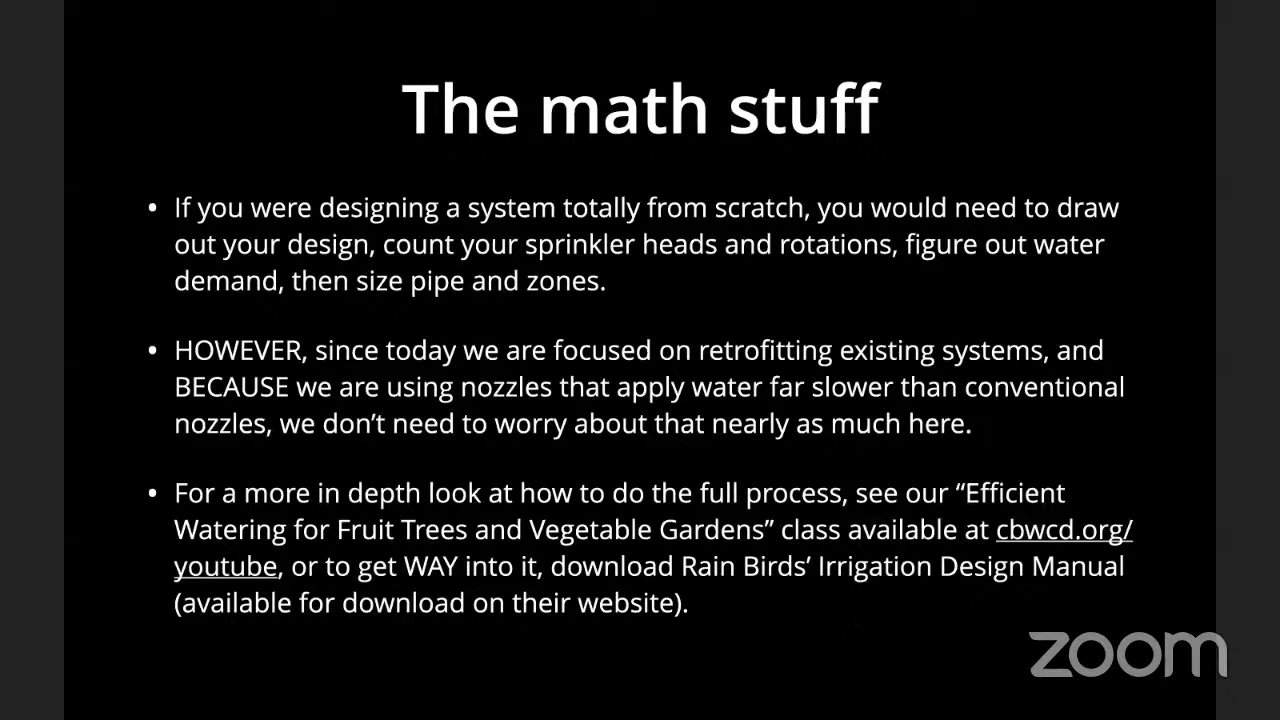 The math stuff
• If you were designing a system totally from scratch, you would need to draw
out your design, count your sprinkler heads and rotations, figure out water
demand, then size pipe and zones.
• HOWEVER, since today we are focused on retrofitting existing systems, and
BECAUSE we are using nozzles that apply water far slower than conventional
nozzles, we don’t need to worry about that nearly as much here.
• For a more in depth look at how to do the full process, see our “Efficient
Watering for Fruit Trees and Vegetable Gardens” class available at cbwcd.org/
youtube, or to get WAY into it, download Rain Birds’ Irrigation Design Manual
(available for download on their website).
zoom